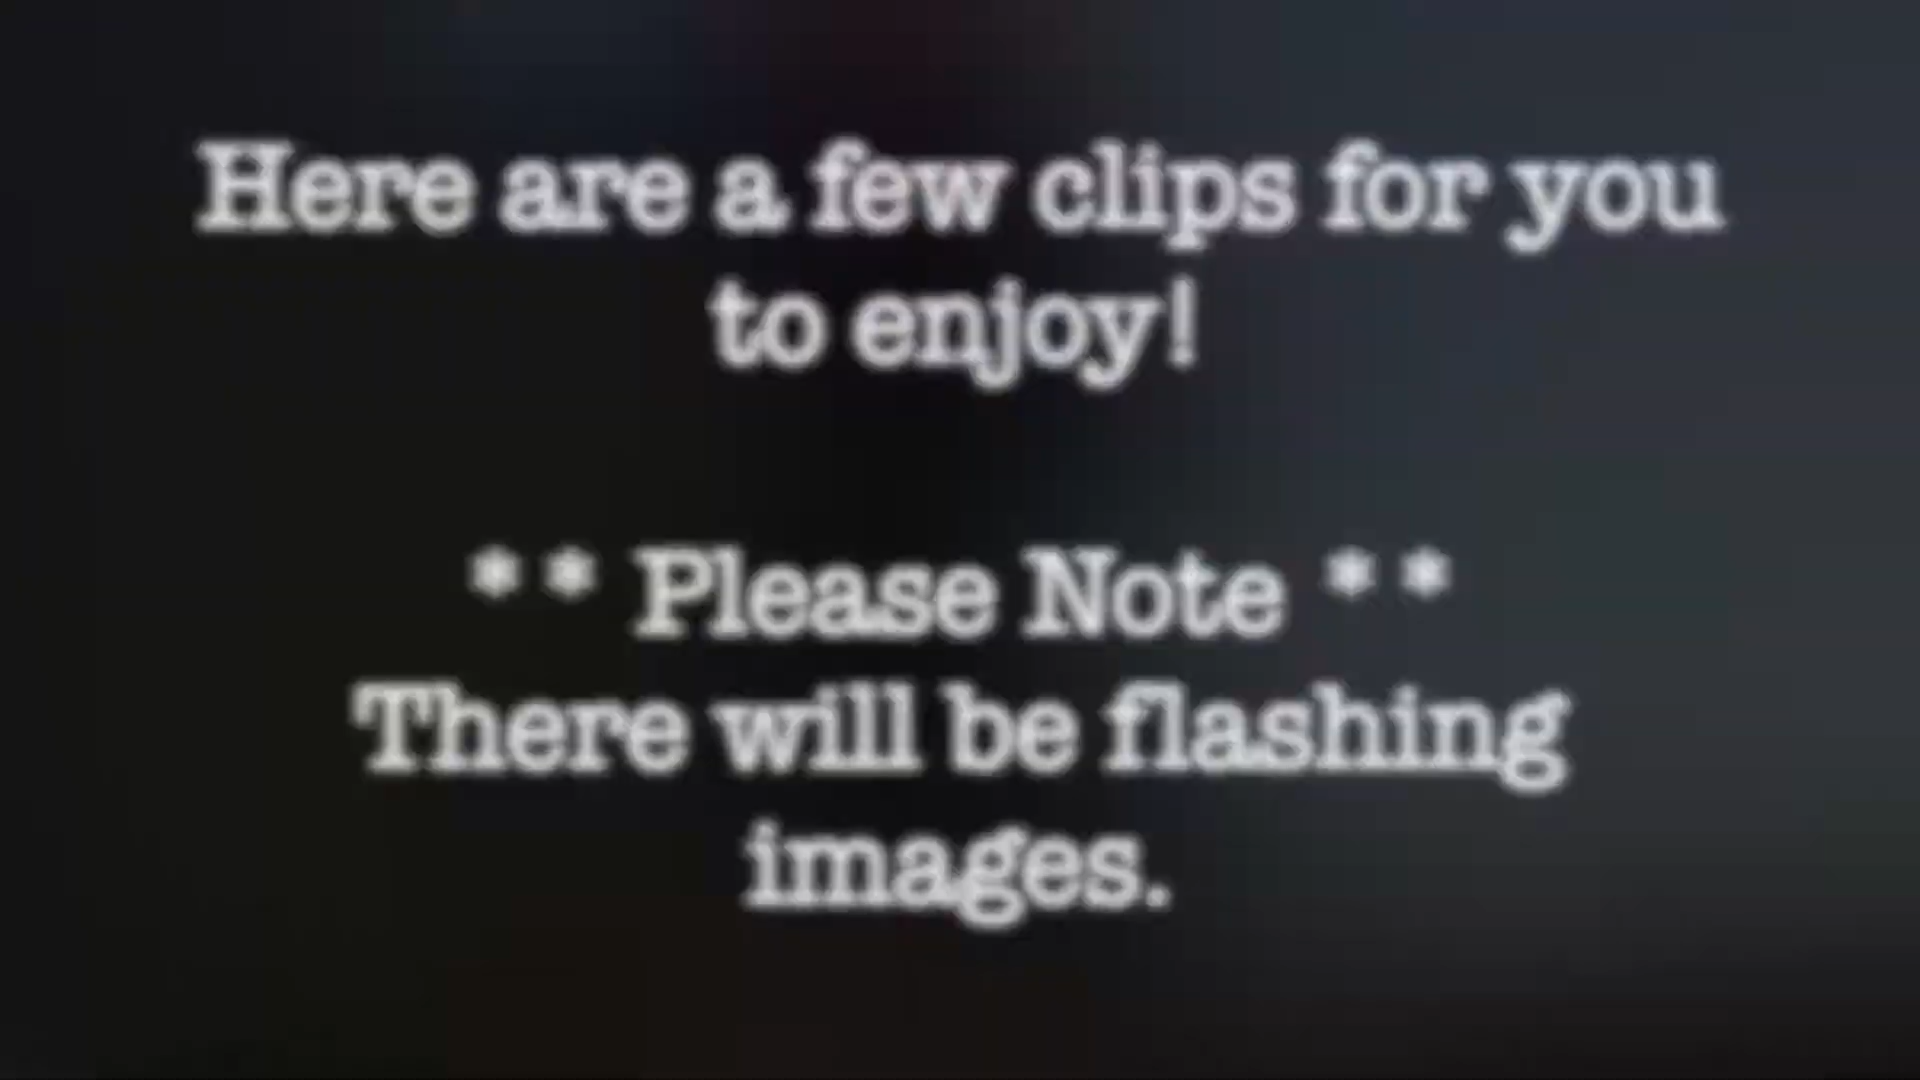 Here are a few clips for you
to enjoy!
** Please Note **
There will be flashing
images.